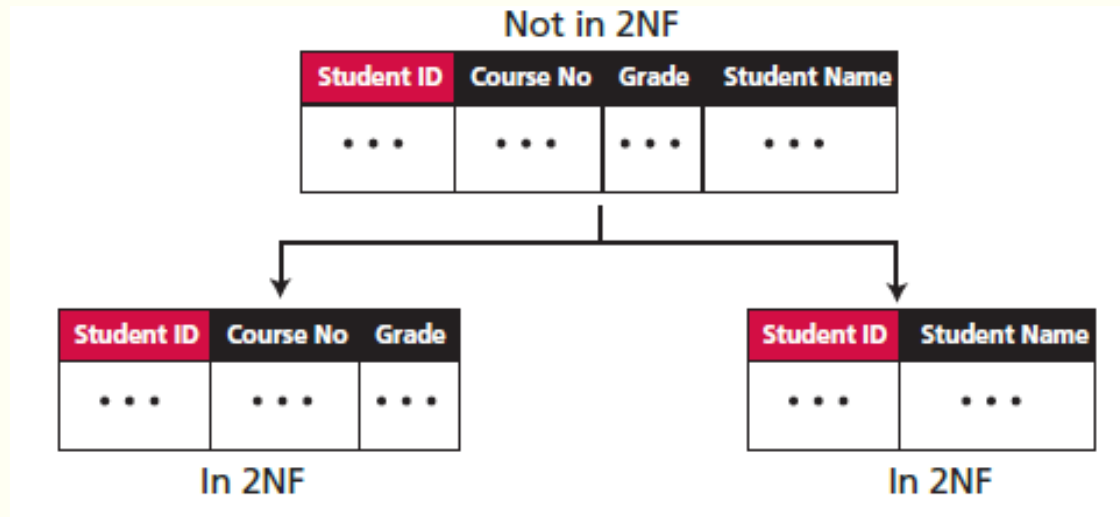 Not in 2NF
Student ID Course No Grade Student Name
• • • • • • • • • • • •
Student ID Course No Grade
• • • • • • • • •
In 2NF
Student ID Student Name
• • • • • •
In 2NF